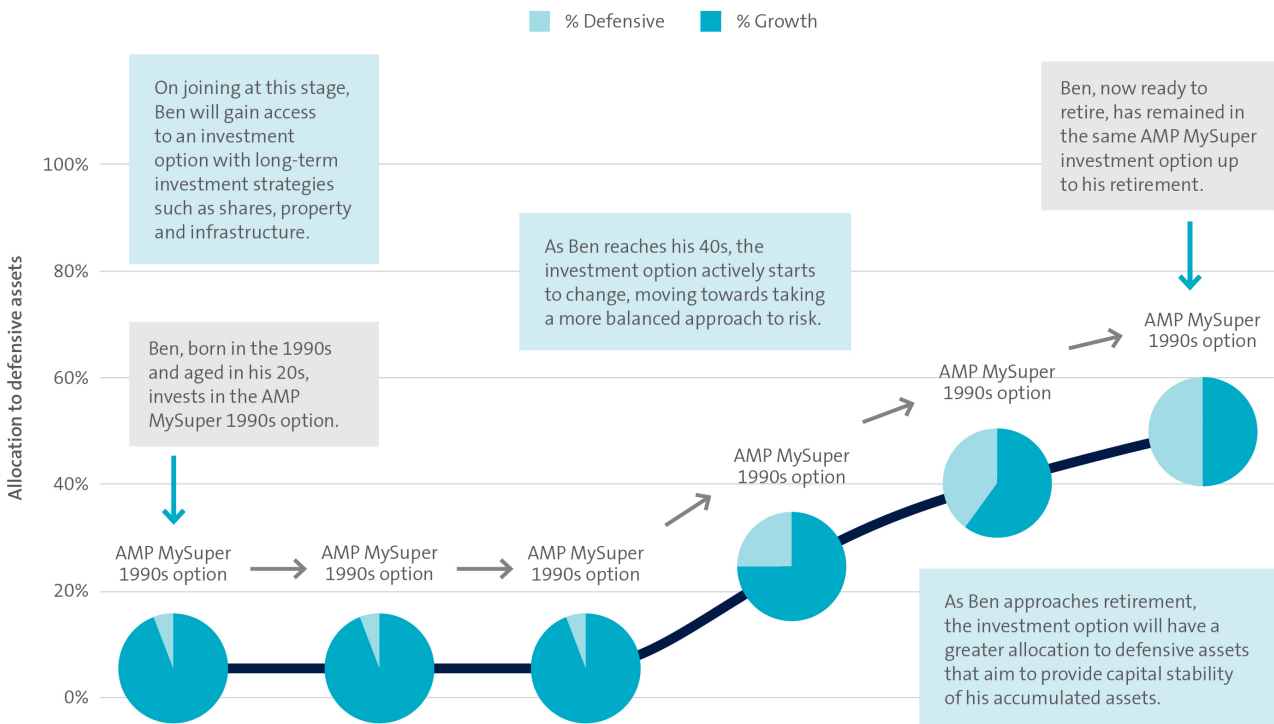 % Defensive
% Growth
On joining at this stage,
Ben will gain access
to an investment
option with long-term
investment strategies
such as shares, property
and infrastructure.
Ben, now ready to
retire, has remained in
the same AMP MySuper
investment option up
to his retirement.
As Ben reaches his 40s, the
investment option actively starts
to change, moving towards taking
a more balanced approach to risk.
Ben, born in the 1990s
and aged in his 20s,
invests in the AMP
MySuper 1990s option.
Allocation to defensive assets
100%
80%
60%
40%
20%
0%
AMP MySuper
1990s option
AMP MySuper
1990s option
AMP MySuper
1990s option
AMP MySuper
1990s option
AMP MySuper
1990s option
AMP MySuper
1990s option
As Ben approaches retirement,
the investment option will have a
greater allocation to defensive assets
that aim to provide capital stability
of his accumulated assets.